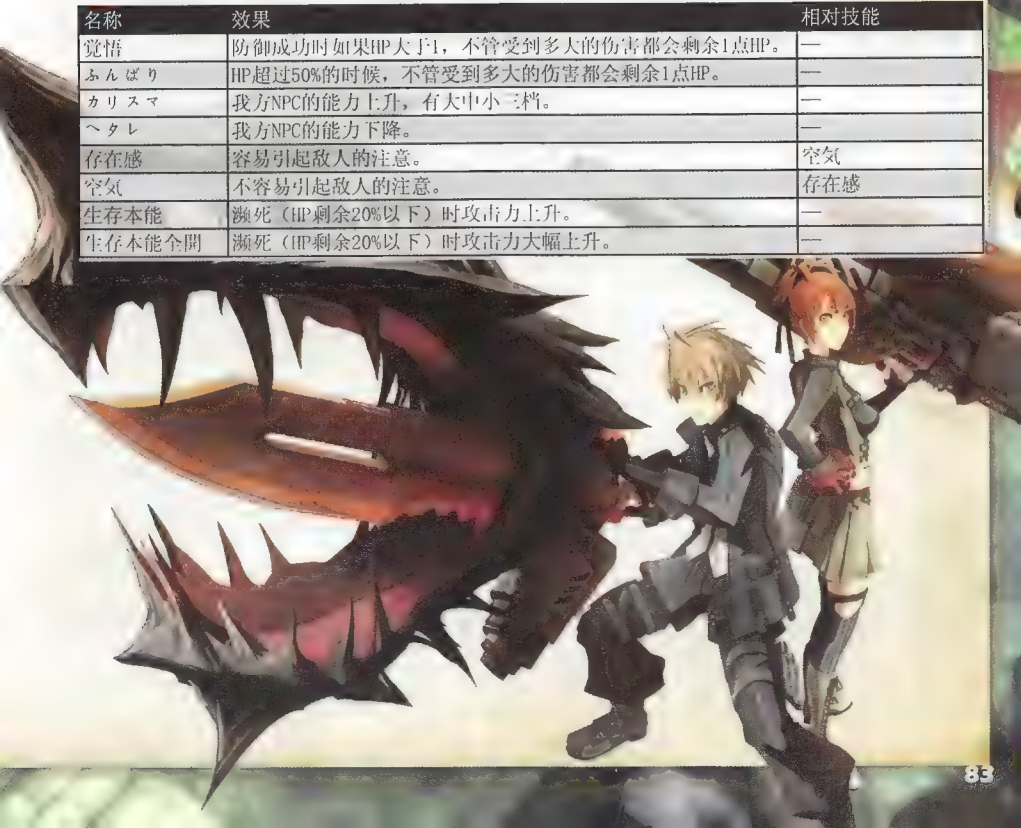 名称 效果 相对技能
覚悟 防御成功时如果HP大于1，不管受到多大的伤害都会剩余1点HP。 —
ふんばり HP超过50%的时候，不管受到多大的伤害都会剩余1点HP。 —
カリスマ 我方NPC的能力上升，有大中小三档。 —
ヘタレ 我方NPC的能力下降。 —
存在感 容易引起敌人的注意。 空気
空気 不容易引起敌人的注意。 存在感
生存本能 濒死（HP剩余20%以下）时攻击力上升。 —
生存本能全開 濒死（HP剩余20%以下）时攻击力大幅上升。 —
83